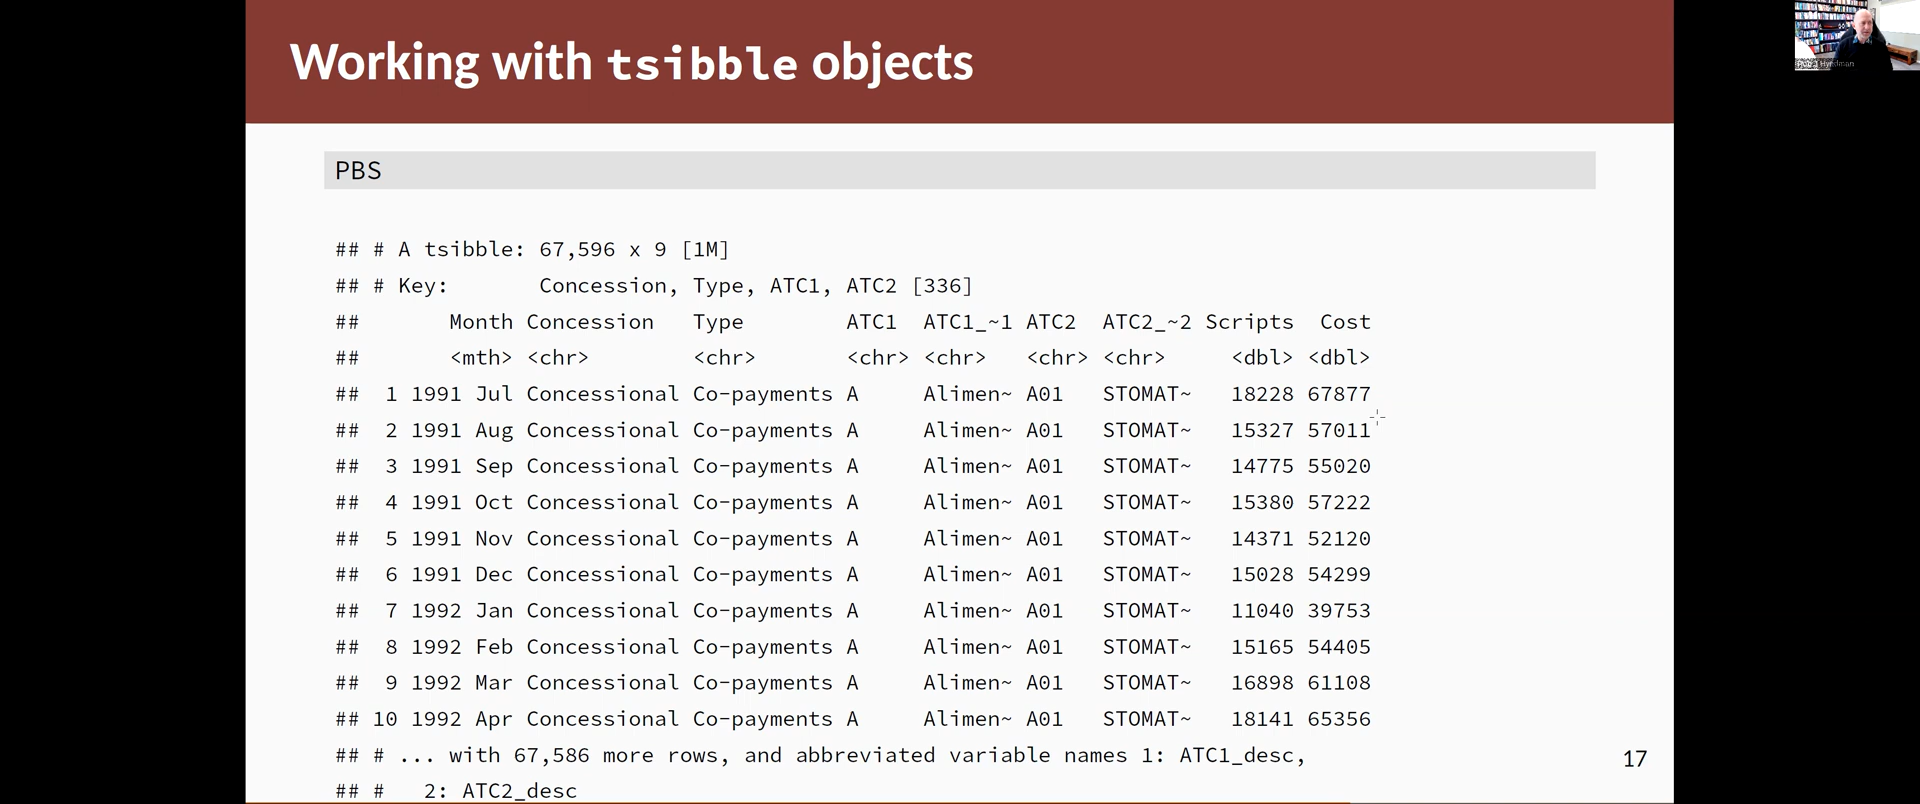 Working with tsibble objects
PBS
## # A tsibble: 67,596 x 9 [1M]
## # Key:       Concession, Type, ATC1, ATC2 [336]
##       Month Concession   Type        ATC1  ATC1_~1 ATC2  ATC2_~2 Scripts  Cost
##       <mth> <chr>        <chr>       <chr> <chr>   <chr> <chr>     <dbl> <dbl>
##  1 1991 Jul Concessional Co-payments A     Alimen~ A01   STOMAT~   18228 67877
##  2 1991 Aug Concessional Co-payments A     Alimen~ A01   STOMAT~   15327 57011
##  3 1991 Sep Concessional Co-payments A     Alimen~ A01   STOMAT~   14775 55020
##  4 1991 Oct Concessional Co-payments A     Alimen~ A01   STOMAT~   15380 57222
##  5 1991 Nov Concessional Co-payments A     Alimen~ A01   STOMAT~   14371 52120
##  6 1991 Dec Concessional Co-payments A     Alimen~ A01   STOMAT~   15028 54299
##  7 1992 Jan Concessional Co-payments A     Alimen~ A01   STOMAT~   11040 39753
##  8 1992 Feb Concessional Co-payments A     Alimen~ A01   STOMAT~   15165 54405
##  9 1992 Mar Concessional Co-payments A     Alimen~ A01   STOMAT~   16898 61108
## 10 1992 Apr Concessional Co-payments A     Alimen~ A01   STOMAT~   18141 65356
## # ... with 67,586 more rows, and abbreviated variable names 1: ATC1_desc,
## #   2: ATC2_desc
17